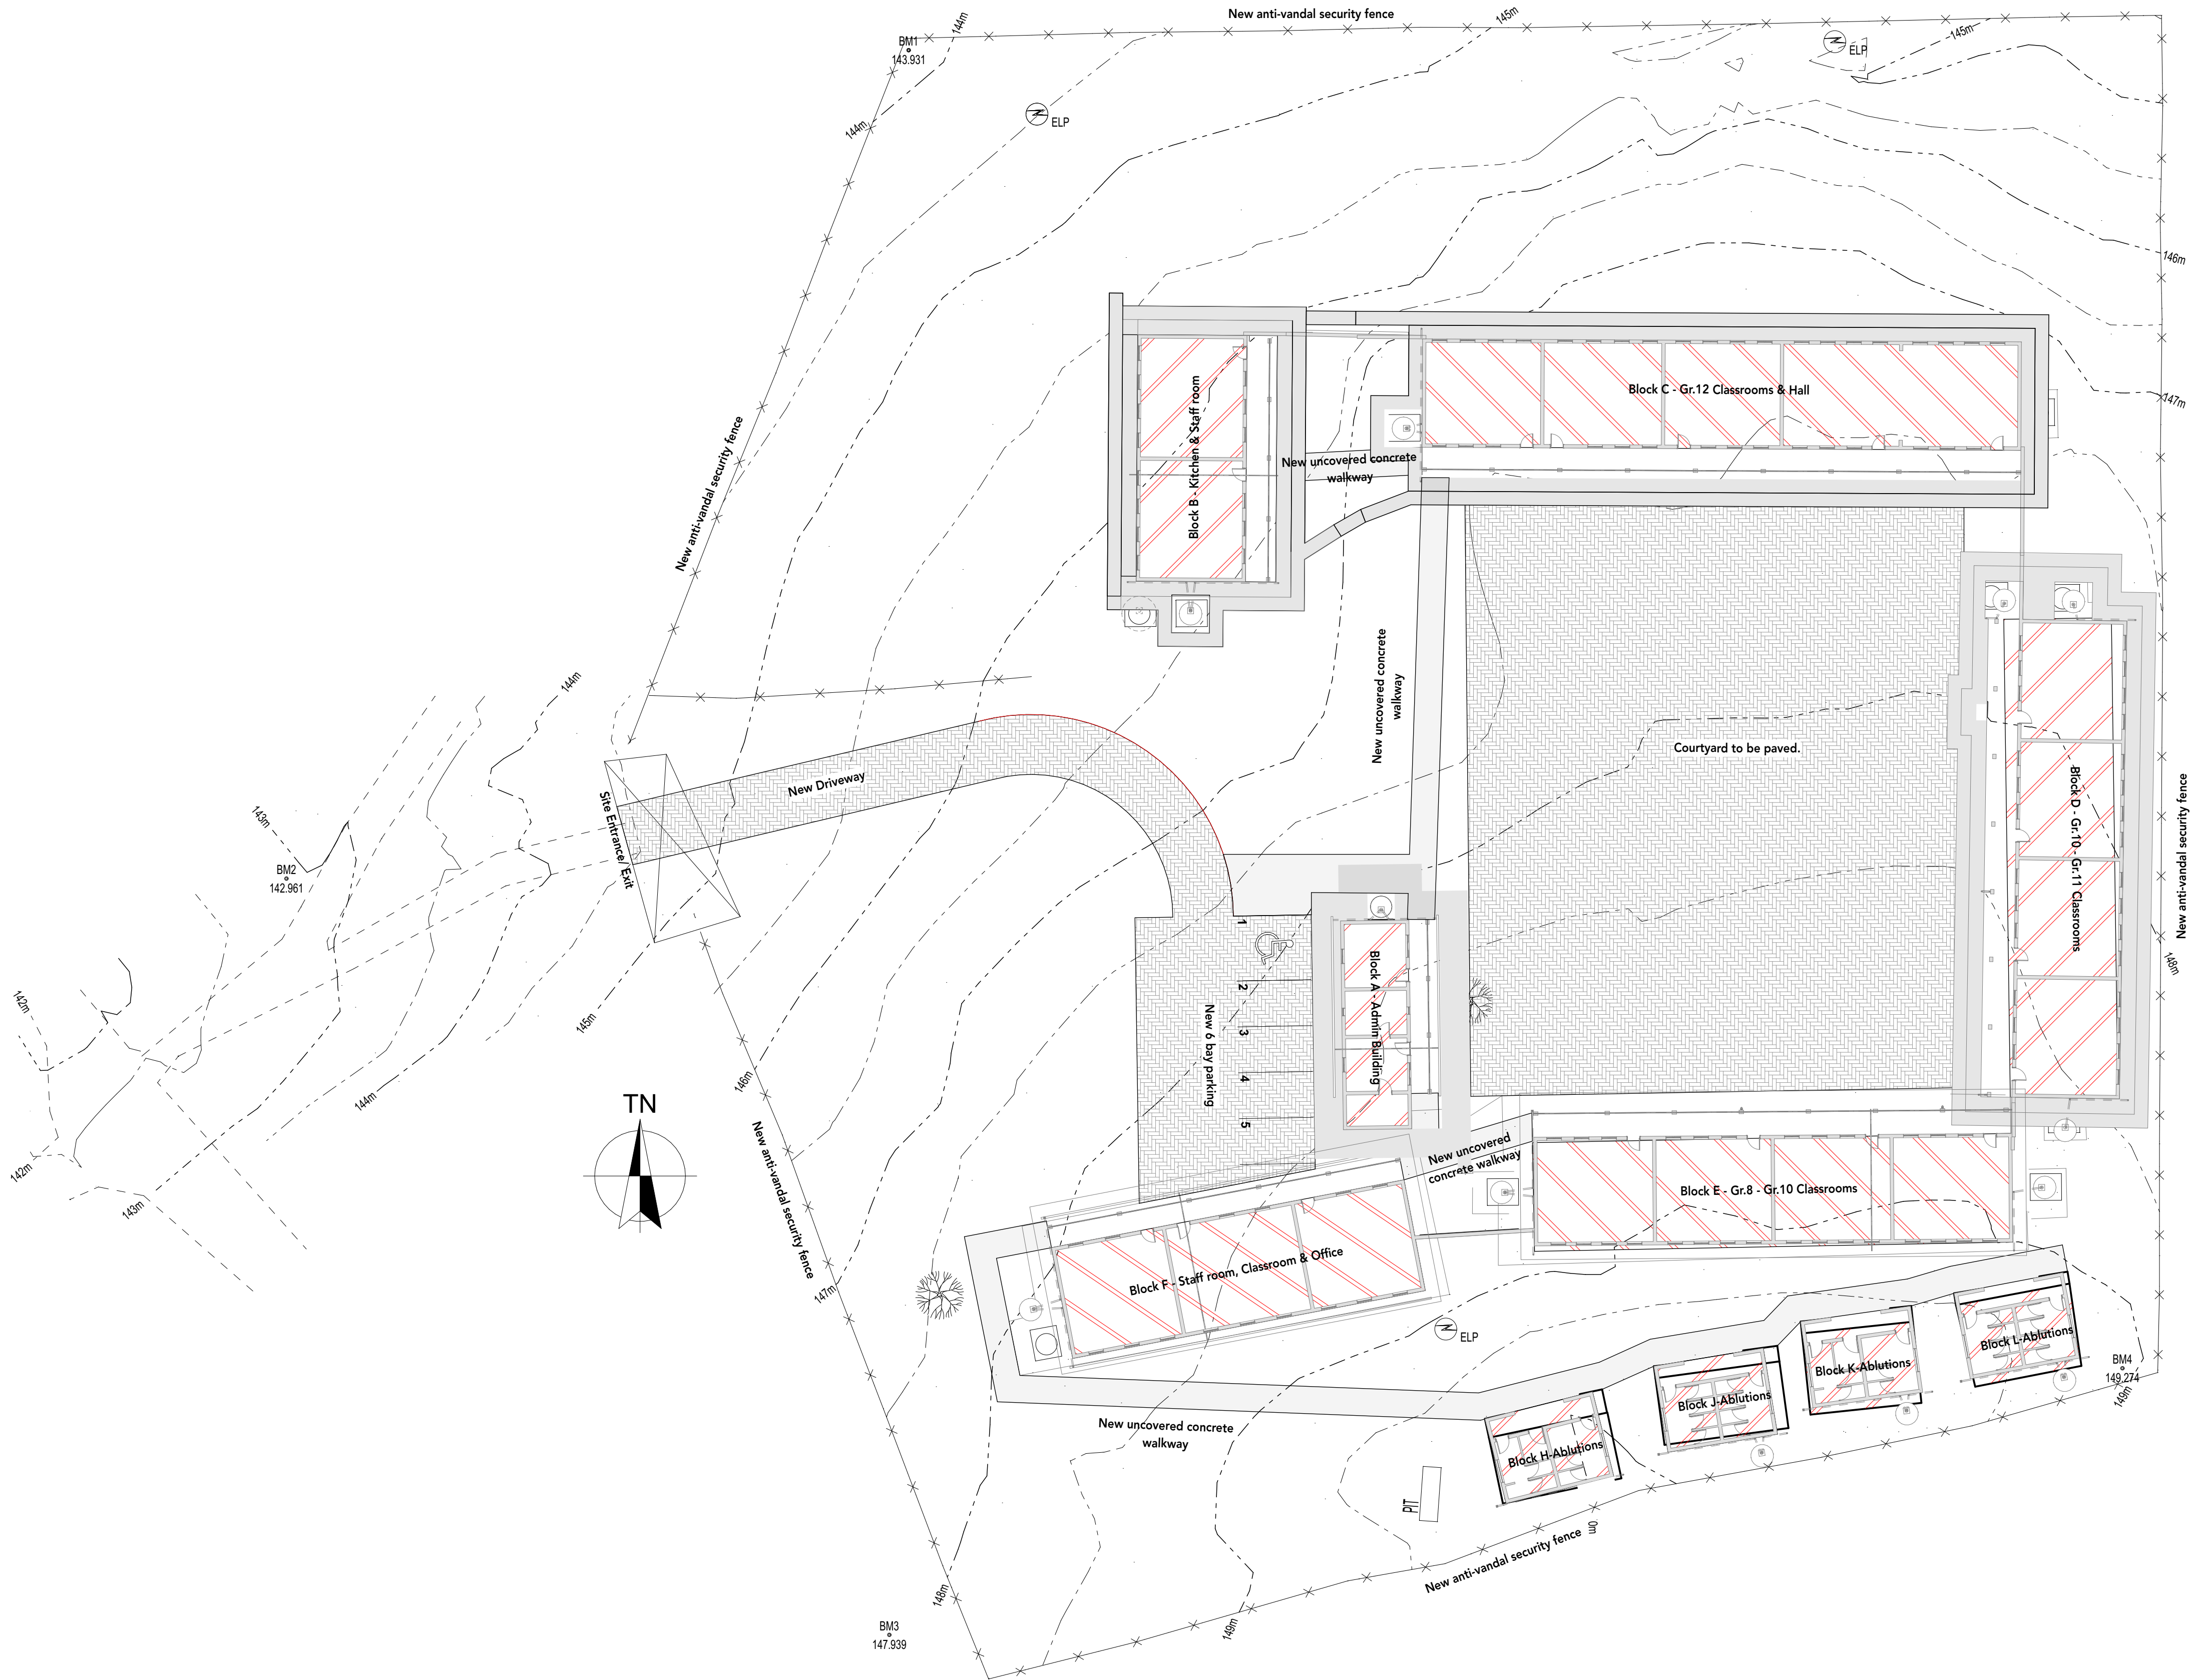 New anti-vandal security fence
144m
145m
BM1
143.931
ELP
145m
ELP
144m
146m
147m
Block B - Kitchen & Staff room
Block C - Gr.12 Classrooms & Hall
New uncovered concrete
walkway
New anti-vandal security fence
New uncovered concrete
walkway
144m
Courtyard to be paved.
New Driveway
Site Entrance/ Exit
143m
BM2
142.961
Block D - Gr.10 - Gr.11 Classrooms
New anti-vandal security fence
148m
1
2
3
4
5
New 6 bay parking
Block A - Admin Building
142m
145m
146m
144m
TN
142m
143m
New anti-vandal security fence
147m
New uncovered
concrete walkway
Block E - Gr.8 - Gr.10 Classrooms
Block F - Staff room, Classroom & Office
ELP
Block L-Ablutions
Block K-Ablutions
Block J-Ablutions
Block H-Ablutions
BM4
149.274
149m
New uncovered concrete
walkway
PIT
0m
New anti-vandal security fence
148m
149m
BM3
147.939